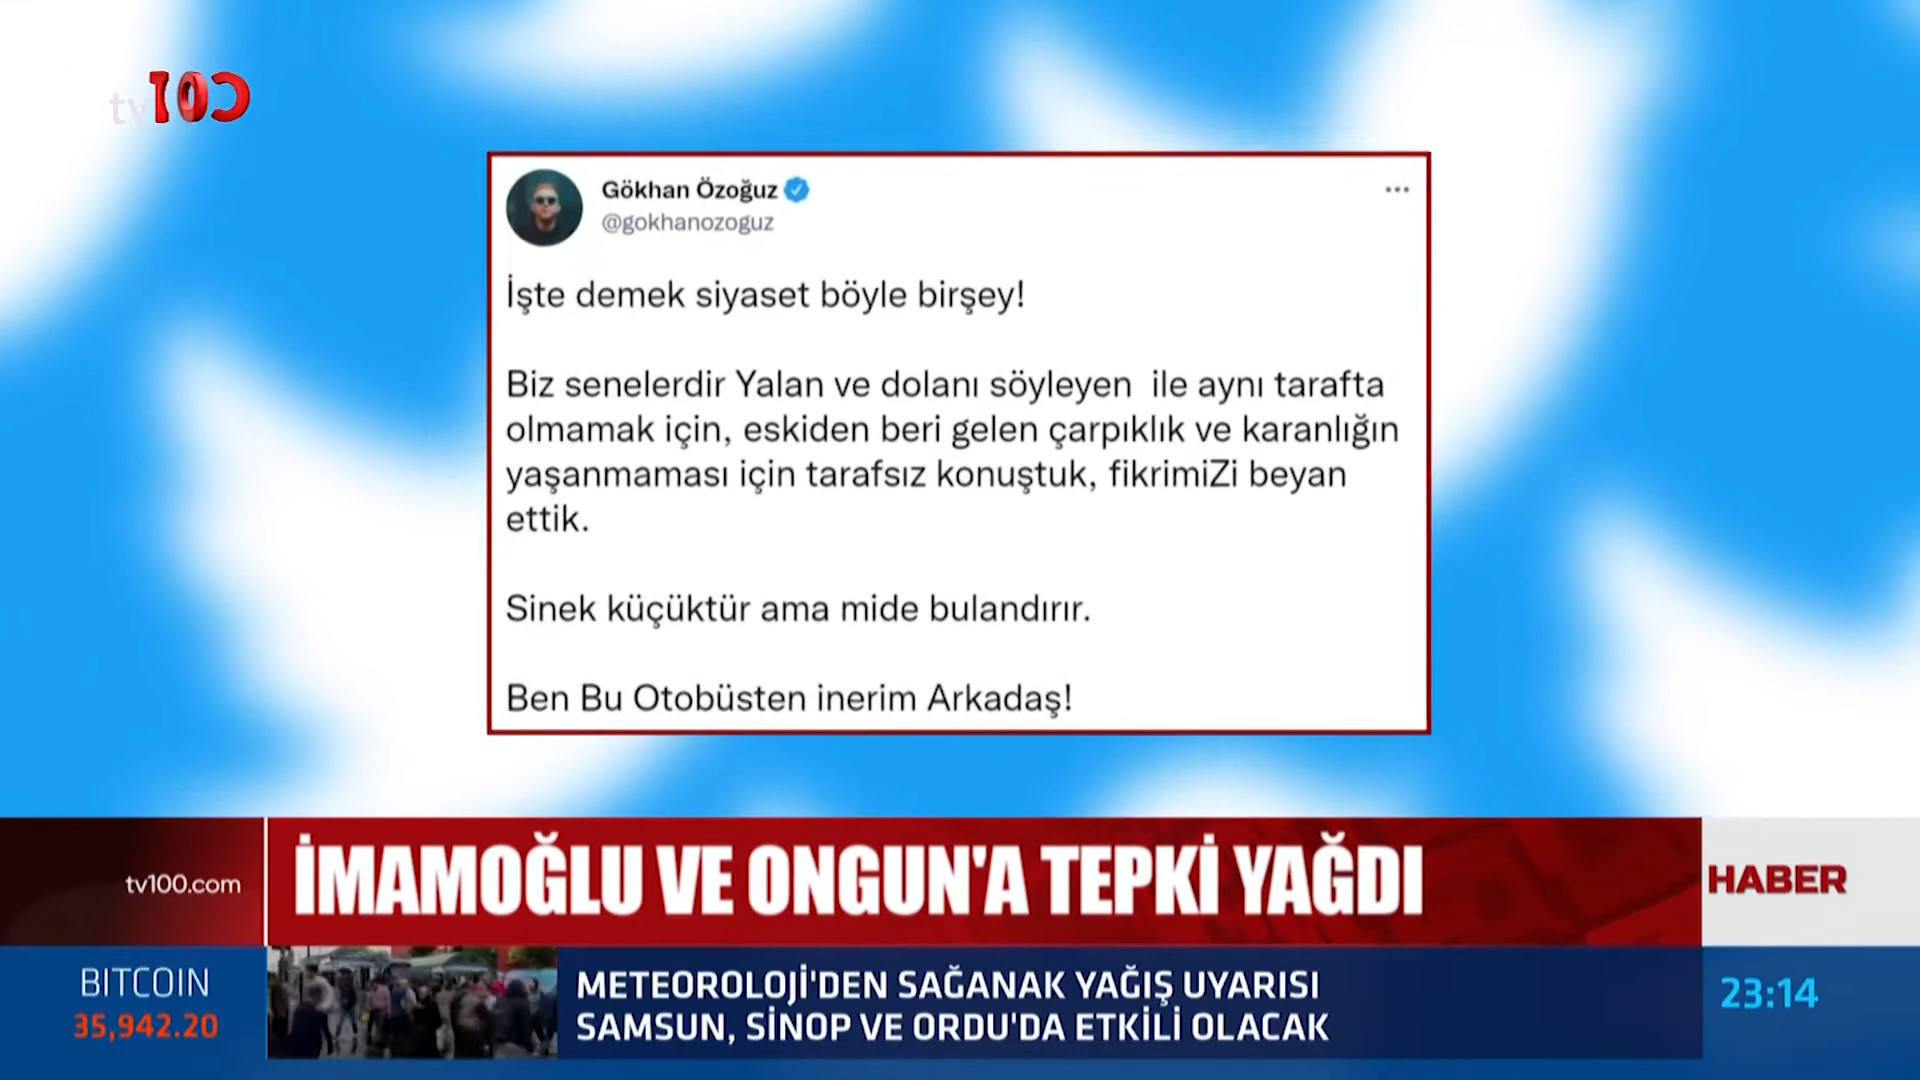 tv100
Gökhan Özoğuz
@gokhanozoguz
İşte demek siyaset böyle birşey!
Biz senelerdir Yalan ve dolanı söyleyen  ile aynı tarafta
olmamak için, eskiden beri gelen çarpıklık ve karanlığın
yaşanmaması için tarafsız konuştuk, fikrimiZi beyan
ettik.
Sinek küçüktür ama mide bulandırır.
Ben Bu Otobüsten inerim Arkadaş!
tv100.com
İMAMOĞLU VE ONGUN'A TEPKİ YAĞDI
HABER
BITCOIN
35,942.20
METEOROLOJİ'DEN SAĞANAK YAĞIŞ UYARISI
SAMSUN, SİNOP VE ORDU'DA ETKİLİ OLACAK
23:14